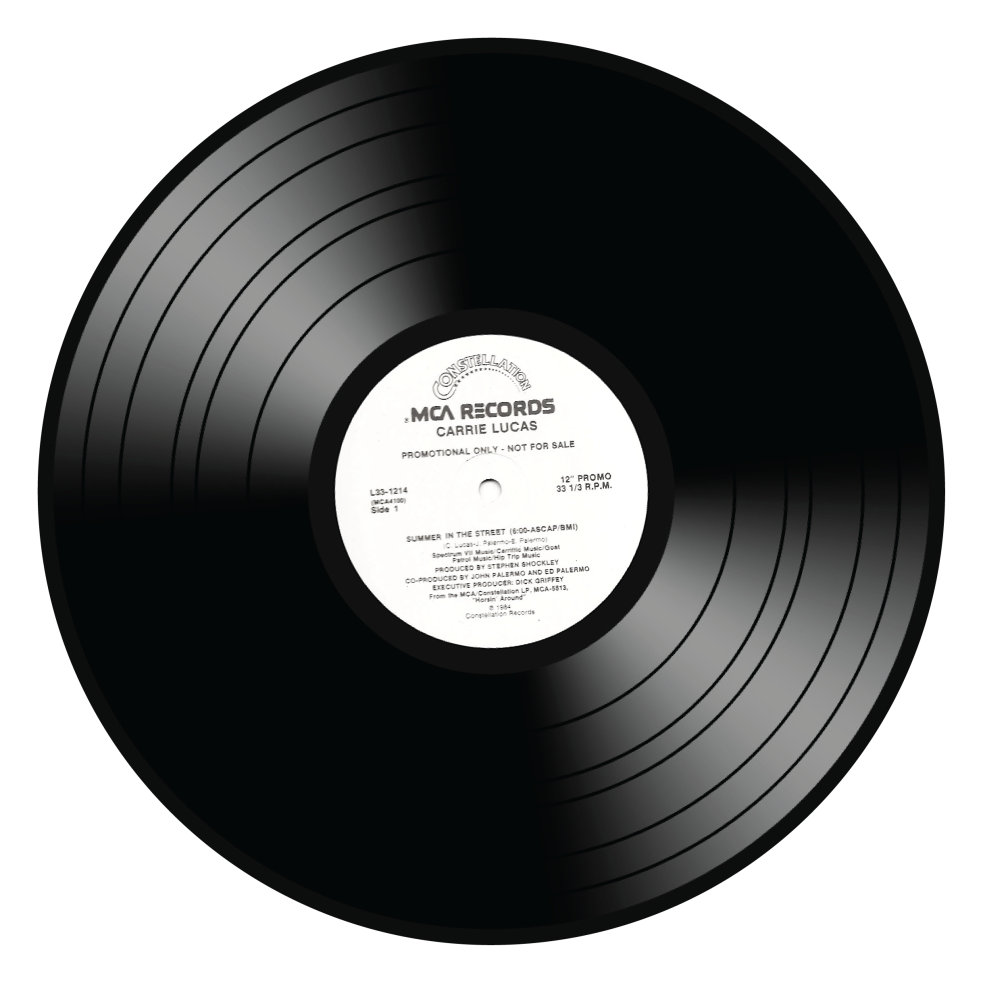 CONSTELLATION
MCA RECORDS
CARRIE LUCAS
PROMOTIONAL ONLY - NOT FOR SALE
L33-1214
(MCA4100)
Side 1
12" PROMO
33 1/3 R.P.M.
SUMMER IN THE STREET (6:00-ASCAP/BMI)
(C. Lucas-J. Palermo-E. Palermo)
Spectrum VII Music/Carrific Music/Goat
Patrol Music/Hip Trip Music
PRODUCED BY STEPHEN SHOCKLEY
CO-PRODUCED BY JOHN PALERMO AND ED PALERMO
EXECUTIVE PRODUCER: DICK GRIFFEY
From the MCA/Constellation LP, MCA-5513,
"Horsin' Around"
℗ 1984
Constellation Records